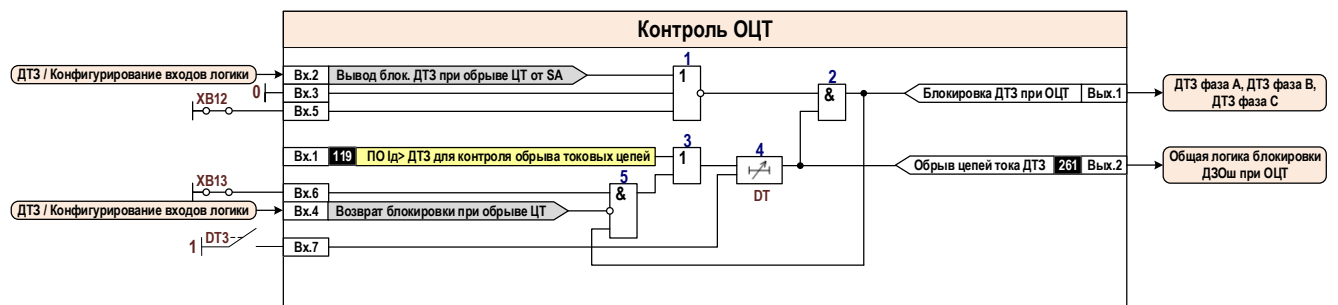 Контроль ОЦТ
ДТЗ / Конфигурирование входов логики
Вх.2 Вывод блок. ДТЗ при обрыве ЦТ от SA
0 Вх.3
XB12
Вх.5
1
1
2
&
Блокировка ДТЗ при ОЦТ Вых.1
ДТЗ фаза А, ДТЗ фаза В,
ДТЗ фаза С
Вх.1 119 ПО Iд> ДТЗ для контроля обрыва токовых цепей
3
1
4
DT
Обрыв цепей тока ДТЗ 261 Вых.2
Общая логика блокировки
ДЗОш при ОЦТ
XB13
Вх.6
5
&
ДТЗ / Конфигурирование входов логики
Вх.4 Возврат блокировки при обрыве ЦТ
1 DT3
Вх.7